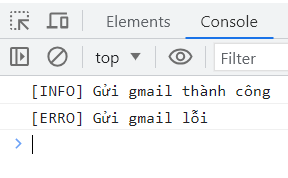 Elements Console
top Filter
[INFO] Gửi gmail thành công
[ERRO] Gửi gmail lỗi